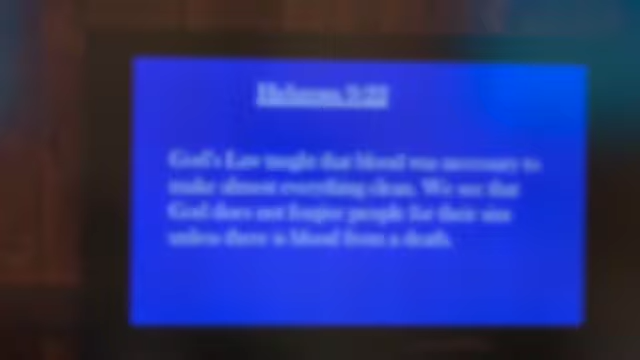 Hebrews 9:22
God's Law taught that blood was necessary to
make almost everything clean. We see that
God does not forgive people for their sins
unless there is blood from a death.